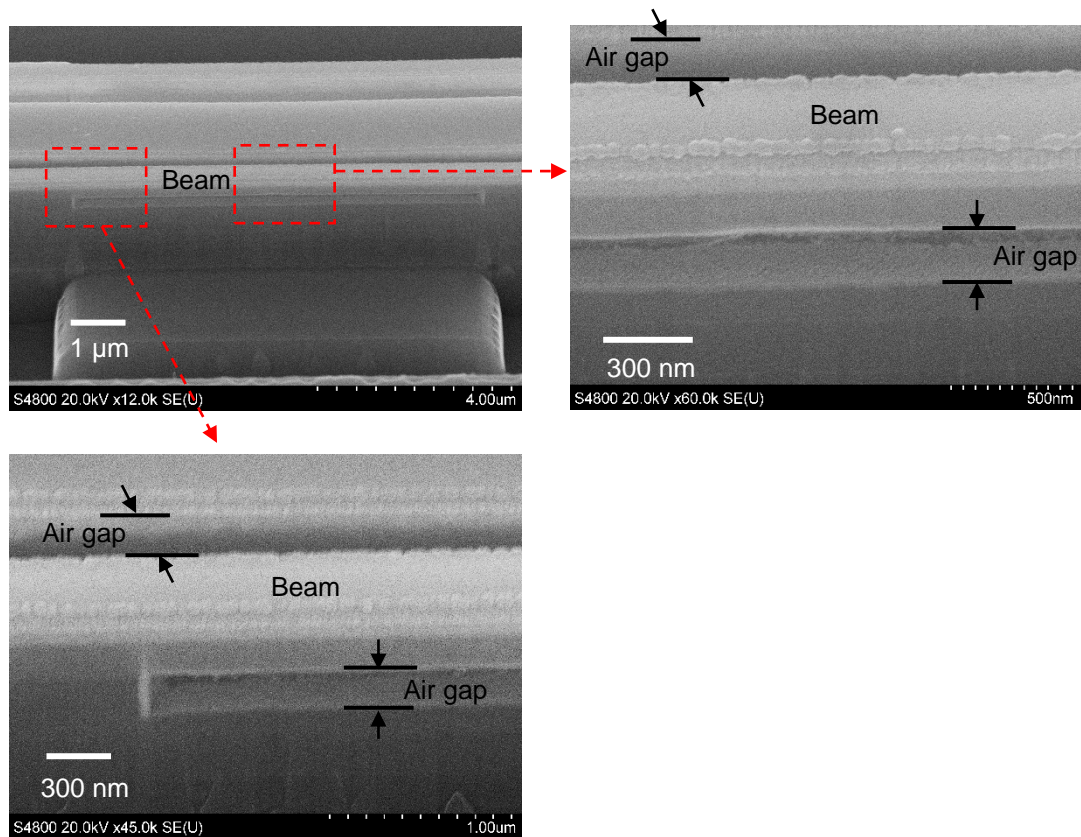 Beam
1 µm
S4800 20.0kV x12.0k SE(U)
4.00um
Air gap
Beam
Air gap
300 nm
S4800 20.0kV x60.0k SE(U)
500nm
Air gap
Beam
Air gap
300 nm
S4800 20.0kV x45.0k SE(U)
1.00um